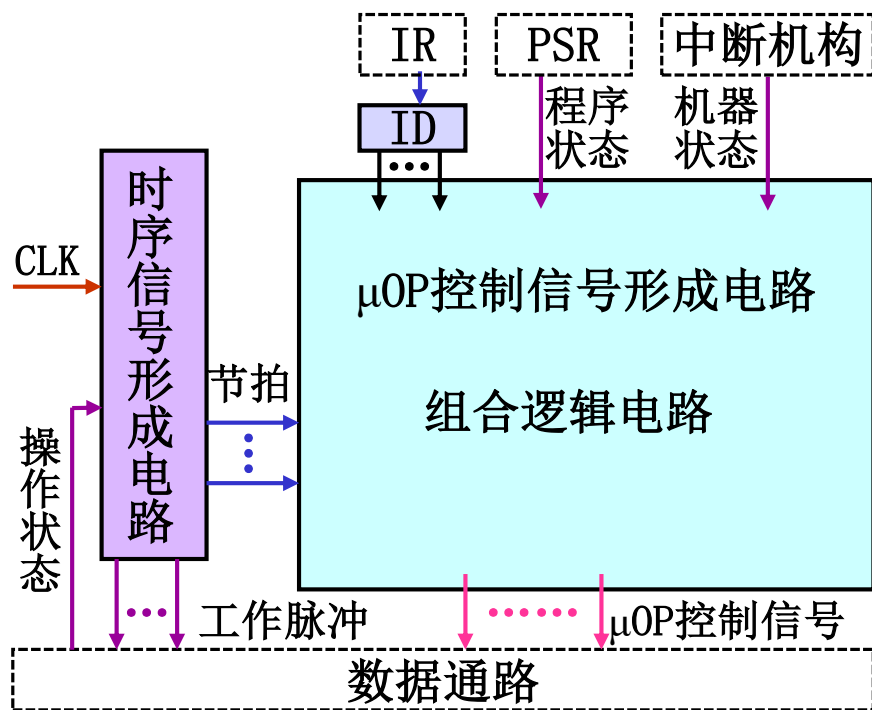 IR
PSR
中断机构
ID
程序
状态
机器
状态
时序信号形成电路
CLK
μOP控制信号形成电路
节拍
组合逻辑电路
操作状态
工作脉冲
μOP控制信号
数据通路